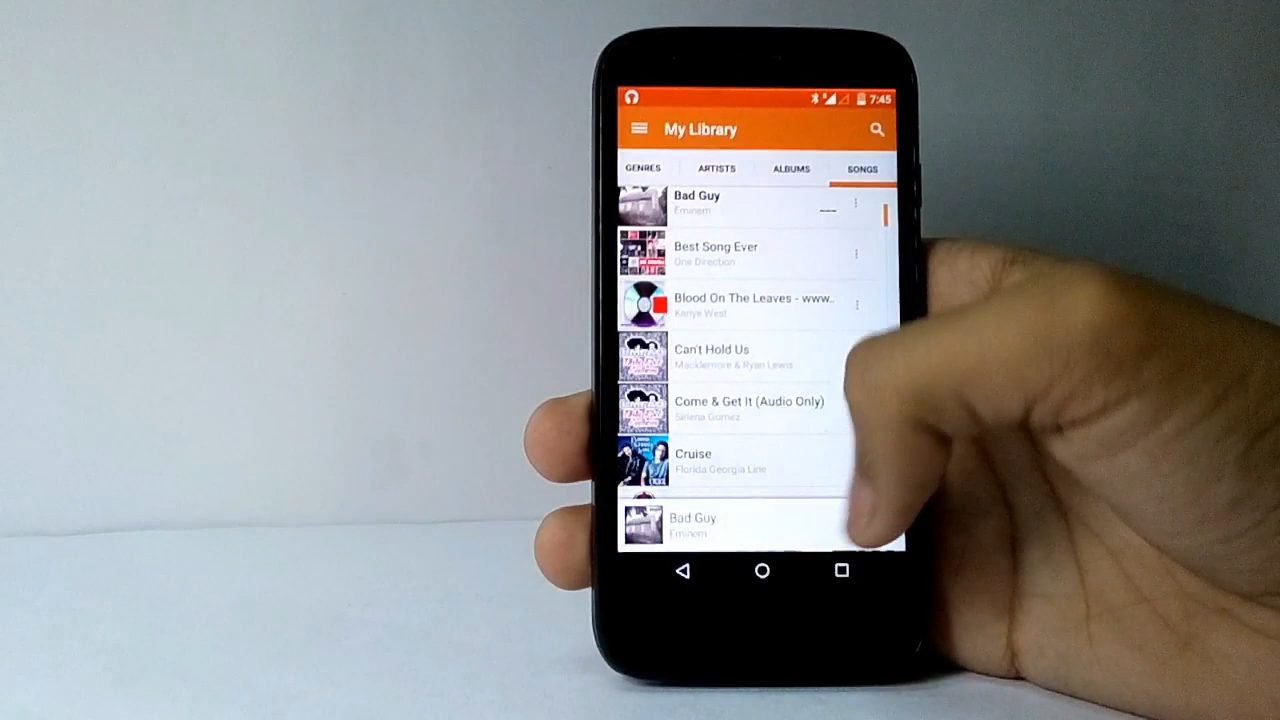 7:45
My Library
GENRES ARTISTS ALBUMS SONGS
Bad Guy
Eminem
Best Song Ever
One Direction
Blood On The Leaves - www..
Kanye West
Can't Hold Us
Macklemore & Ryan Lewis
Come & Get It (Audio Only)
Selena Gomez
Cruise
Florida Georgia Line
Bad Guy
Eminem